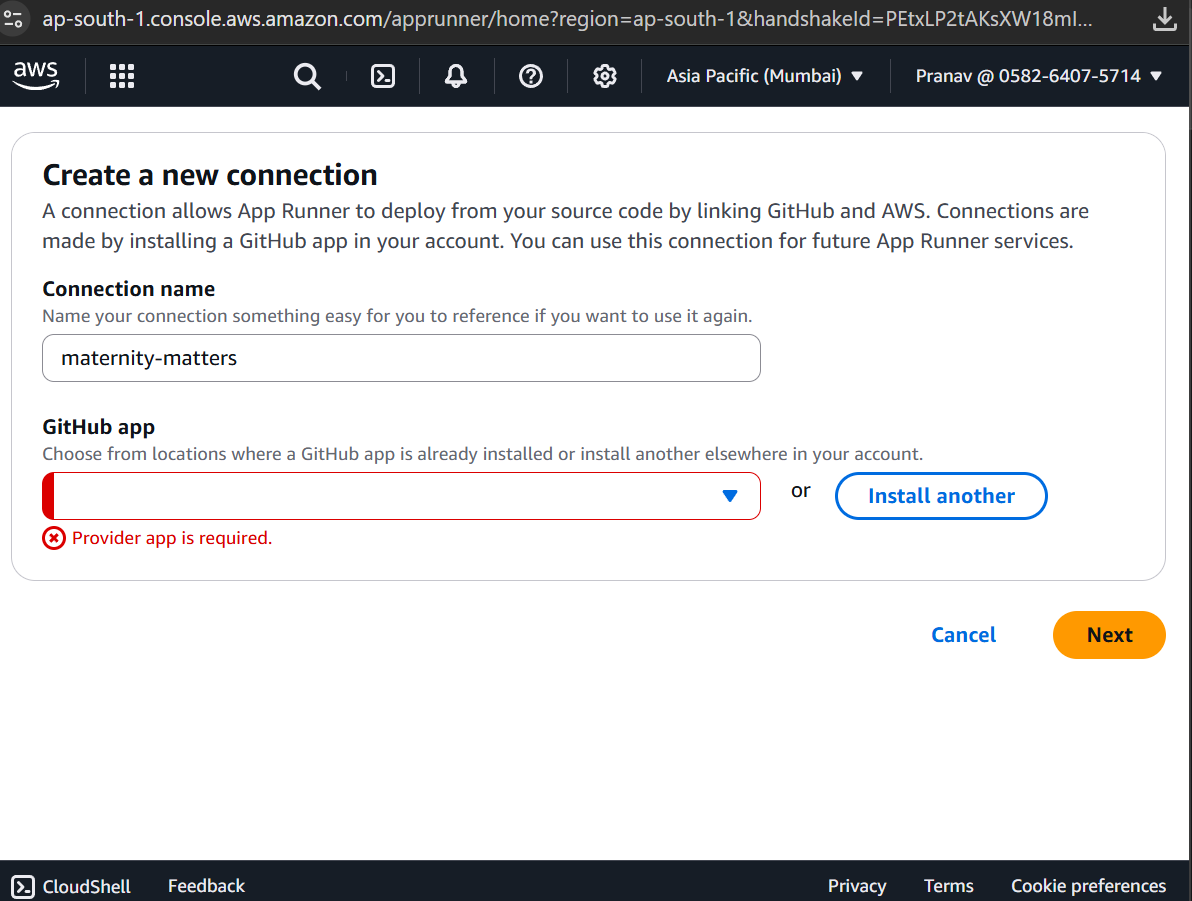 ap-south-1.console.aws.amazon.com/apprunner/home?region=ap-south-1&handshakeId=PEtxLP2tAKsXW18mI...
aws
Asia Pacific (Mumbai)
Pranav @ 0582-6407-5714
Create a new connection
A connection allows App Runner to deploy from your source code by linking GitHub and AWS. Connections are
made by installing a GitHub app in your account. You can use this connection for future App Runner services.
Connection name
Name your connection something easy for you to reference if you want to use it again.
maternity-matters
GitHub app
Choose from locations where a GitHub app is already installed or install another elsewhere in your account.
or
Install another
Provider app is required.
Cancel
Next
CloudShell
Feedback
Privacy
Terms
Cookie preferences